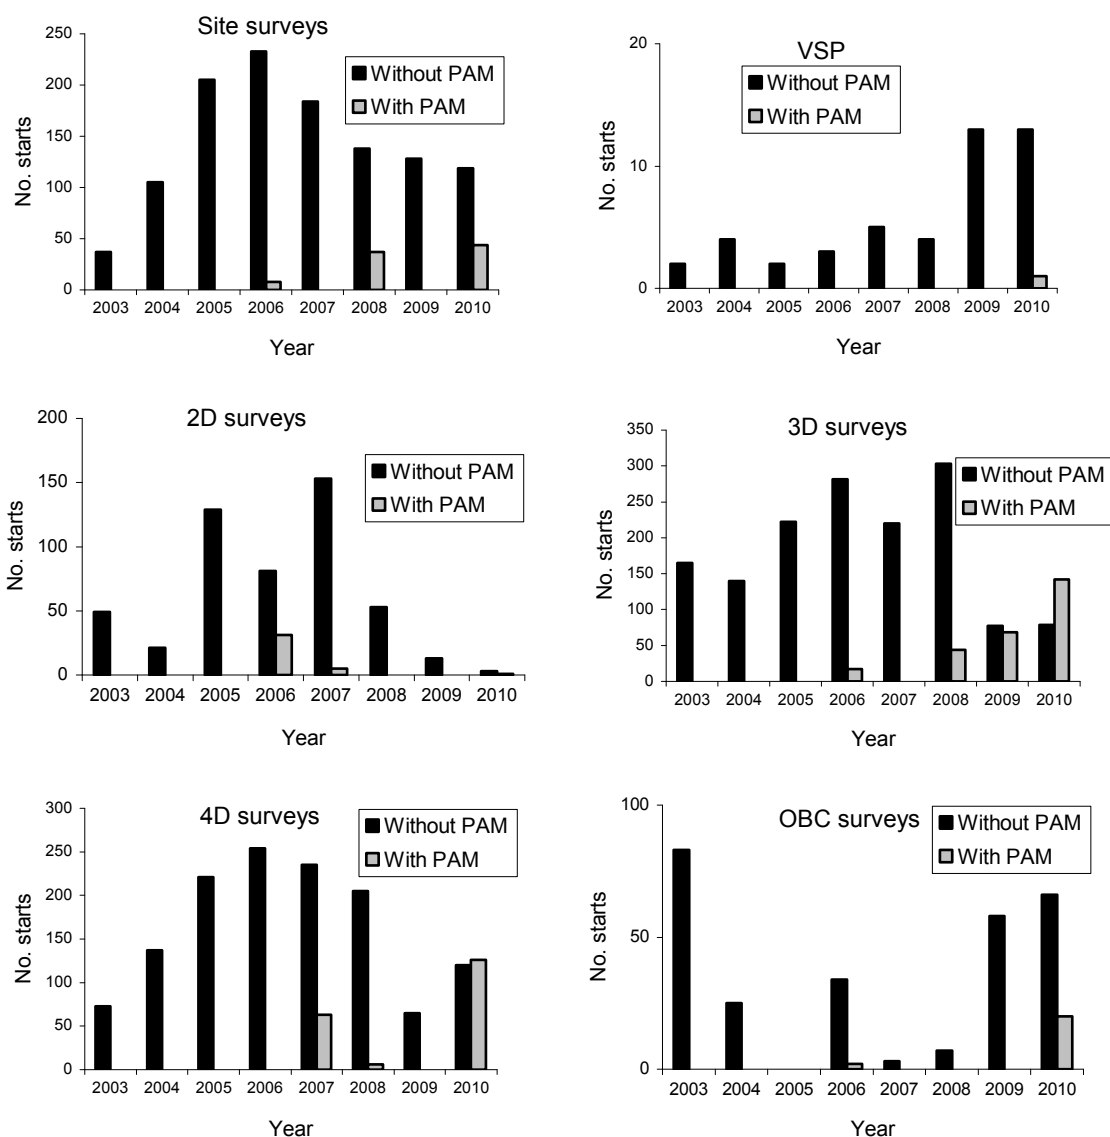 Site surveys
Without PAM
With PAM
No. starts
250
200
150
100
50
0
2003 2004 2005 2006 2007 2008 2009 2010
Year
VSP
Without PAM
With PAM
No. starts
20
10
0
2003 2004 2005 2006 2007 2008 2009 2010
Year
2D surveys
Without PAM
With PAM
No. starts
200
150
100
50
0
2003 2004 2005 2006 2007 2008 2009 2010
Year
3D surveys
Without PAM
With PAM
No. starts
350
300
250
200
150
100
50
0
2003 2004 2005 2006 2007 2008 2009 2010
Year
4D surveys
Without PAM
With PAM
No. starts
300
250
200
150
100
50
0
2003 2004 2005 2006 2007 2008 2009 2010
Year
OBC surveys
Without PAM
With PAM
No. starts
100
50
0
2003 2004 2005 2006 2007 2008 2009 2010
Year